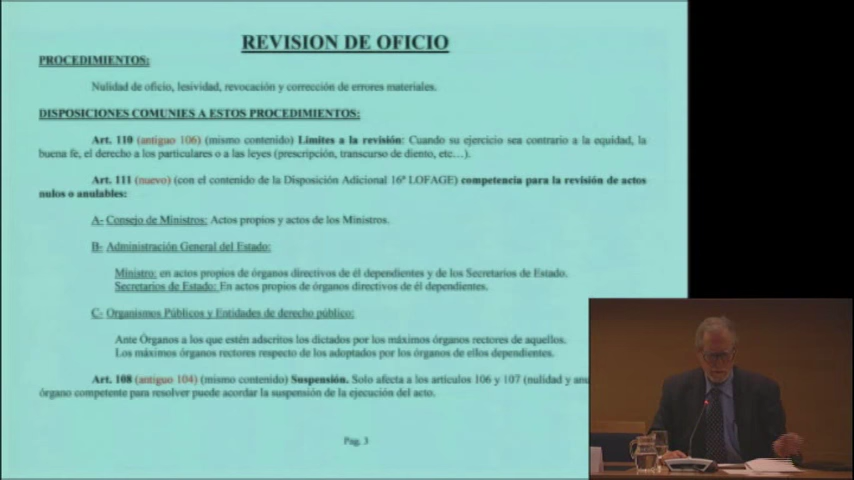 REVISION DE OFICIO
PROCEDIMIENTOS:
Nulidad de oficio, lesividad, revocación y corrección de errores materiales.
DISPOSICIONES COMUNIES A ESTOS PROCEDIMIENTOS:
Art. 110 (antiguo 106) (mismo contenido) Limites a la revisión: Cuando su ejercicio sea contrario a la equidad, la
buena fe, el derecho a los particulares o a las leyes (prescripción, transcurso de diento, etc…).
Art. 111 (nuevo) (con el contenido de la Disposición Adicional 16ª LOFAGE) competencia para la revisión de actos
nulos o anulables:
A- Consejo de Ministros: Actos propios y actos de los Ministros.
B- Administración General del Estado:
Ministro: en actos propios de órganos directivos de él dependientes y de los Secretarios de Estado.
Secretarios de Estado: En actos propios de órganos directivos de él dependientes.
C- Organismos Públicos y Entidades de derecho público:
Ante Órganos a los que estén adscritos los dictados por los máximos órganos rectores de aquellos.
Los máximos órganos rectores respecto de los adoptados por los órganos de ellos dependientes.
Art. 108 (antiguo 104) (mismo contenido) Suspensión. Solo afecta a los artículos 106 y 107 (nulidad y anu
órgano competente para resolver puede acordar la suspensión de la ejecución del acto.
Pag. 3